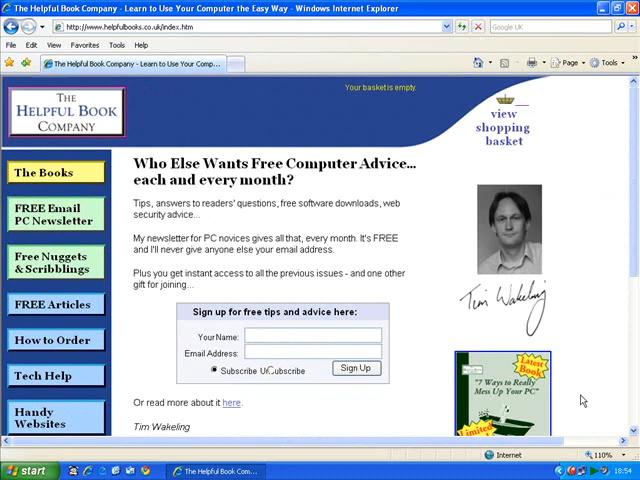 The Helpful Book Company - Learn to Use Your Computer the Easy Way - Windows Internet Explorer
http://www.helpfulbooks.co.uk/index.htm
Google UK
File Edit View Favorites Tools Help
The Helpful Book Company - Learn to Use Your Comp...
Page Tools
Your basket is empty.
THE
HELPFUL BOOK
COMPANY
view
shopping
basket
The Books
FREE Email
PC Newsletter
Free Nuggets
& Scribblings
FREE Articles
How to Order
Tech Help
Handy
Websites
Who Else Wants Free Computer Advice...
each and every month?
Tips, answers to readers' questions, free software downloads, web
security advice...
My newsletter for PC novices gives all that, every month. It's FREE
and I'll never give anyone else your email address.
Plus you get instant access to all the previous issues - and one other
gift for joining...
Sign up for free tips and advice here:
Your Name:
Email Address:
Subscribe Unsubscribe
Sign Up
Or read more about it here.
Tim Wakeling
Tim Wakeling
Latest
Book
"7 Ways to Really
Mess Up Your PC"
Limited
Internet
110%
start
The Helpful Book Com...
18:54